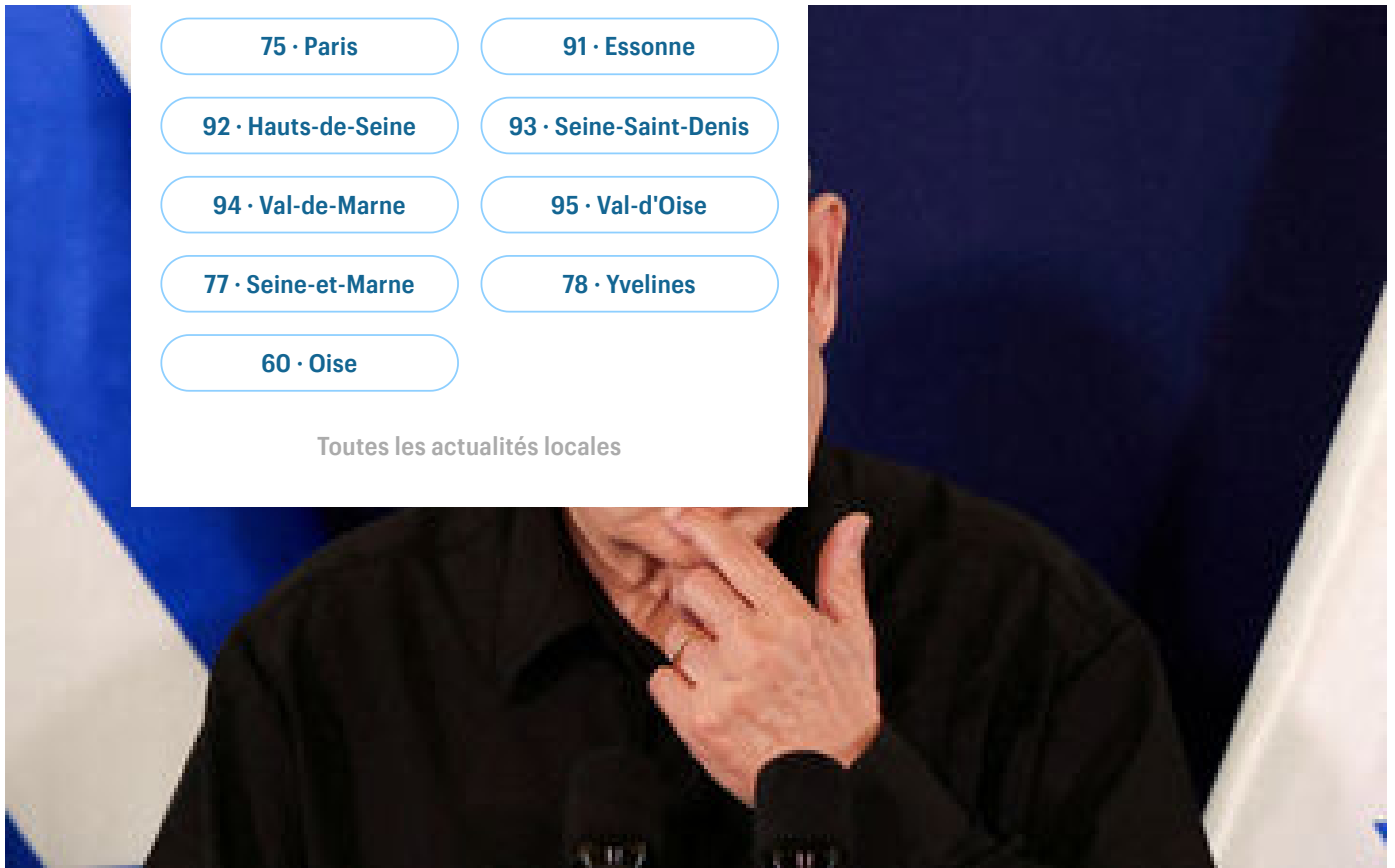 75 · Paris
91 · Essonne
92 · Hauts-de-Seine
93 · Seine-Saint-Denis
94 · Val-de-Marne
95 · Val-d'Oise
77 · Seine-et-Marne
78 · Yvelines
60 · Oise
Toutes les actualités locales